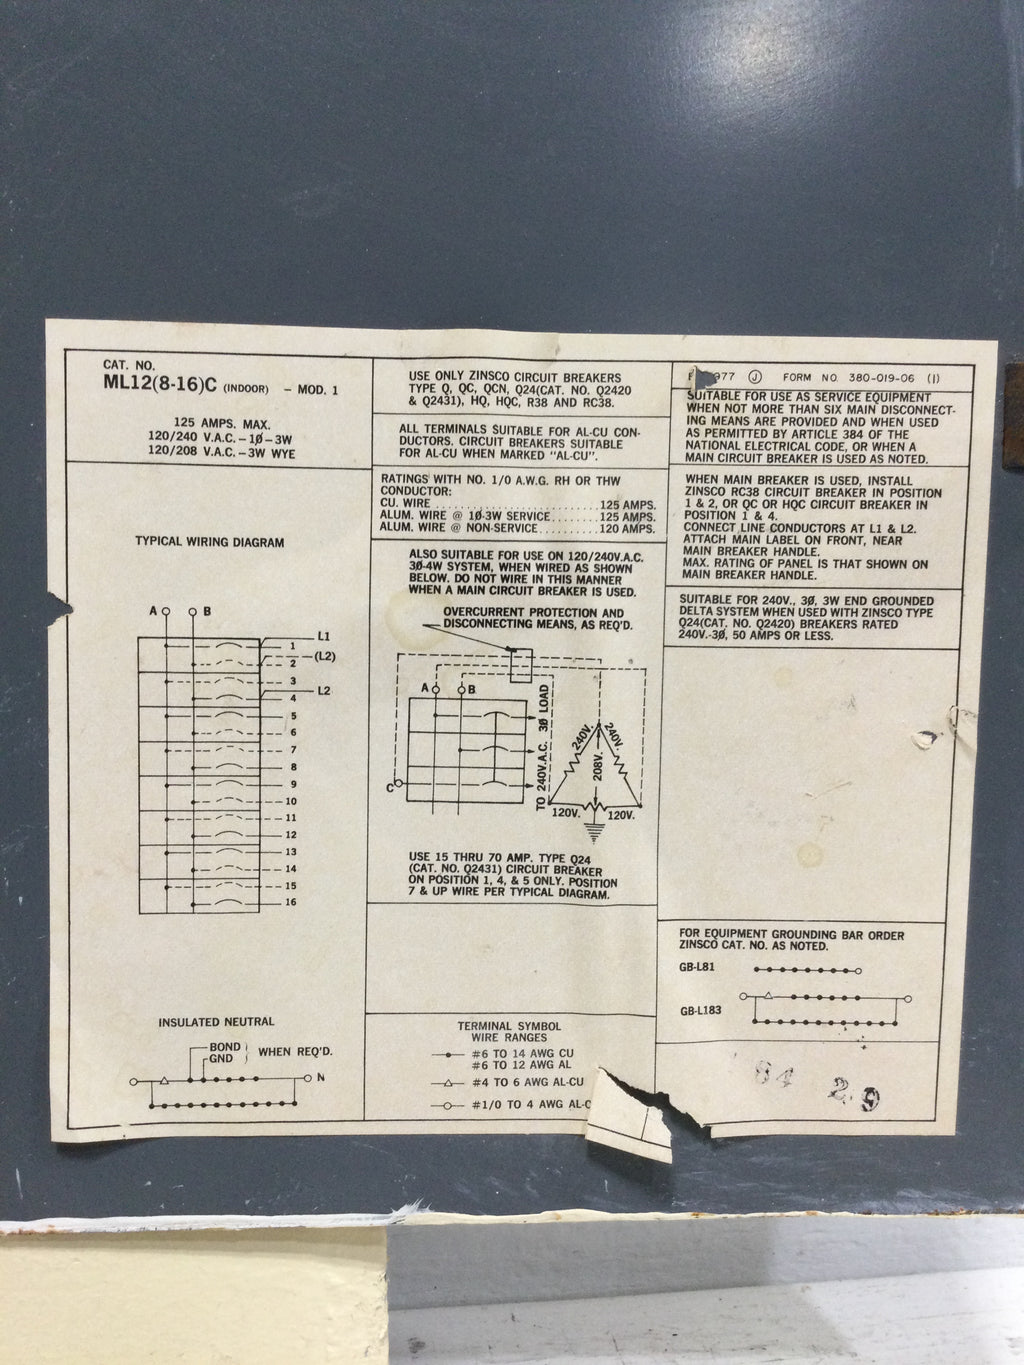 CAT. NO.
ML12(8-16)C (INDOOR) - MOD. 1
125 AMPS. MAX.
120/240 V.A.C.-1Ø-3W
120/208 V.A.C.-3W WYE
TYPICAL WIRING DIAGRAM
A B
L1
1
(L2)
2
3
L2
4
5
6
7
8
9
10
11
12
13
14
15
16
INSULATED NEUTRAL
BOND
GND
WHEN REQ'D.
N
USE ONLY ZINSCO CIRCUIT BREAKERS
TYPE Q, QC, QCN, Q24(CAT. NO. Q2420
& Q2431), HQ, HQC, R38 AND RC38.
ALL TERMINALS SUITABLE FOR AL-CU CON-
DUCTORS. CIRCUIT BREAKERS SUITABLE
FOR AL-CU WHEN MARKED "AL-CU".
RATINGS WITH NO. 1/0 A.W.G. RH OR THW
CONDUCTOR:
CU. WIRE ........................ 125 AMPS.
ALUM. WIRE @ 1Ø-3W SERVICE........ 125 AMPS.
ALUM. WIRE @ NON-SERVICE.......... 120 AMPS.
ALSO SUITABLE FOR USE ON 120/240V.A.C.
3Ø-4W SYSTEM, WHEN WIRED AS SHOWN
BELOW. DO NOT WIRE IN THIS MANNER
WHEN A MAIN CIRCUIT BREAKER IS USED.
OVERCURRENT PROTECTION AND
DISCONNECTING MEANS, AS REQ'D.
A B
C
TO 240V.A.C. 3Ø LOAD
240V.
240V.
208V.
120V.
120V.
USE 15 THRU 70 AMP. TYPE Q24
(CAT. NO. Q2431) CIRCUIT BREAKER
ON POSITION 1, 4, & 5 ONLY. POSITION
7 & UP WIRE PER TYPICAL DIAGRAM.
TERMINAL SYMBOL
WIRE RANGES
#6 TO 14 AWG CU
#6 TO 12 AWG AL
#4 TO 6 AWG AL-CU
#1/0 TO 4 AWG AL-C
977 J FORM NO. 380-019-06 (1)
SUITABLE FOR USE AS SERVICE EQUIPMENT
WHEN NOT MORE THAN SIX MAIN DISCONNECT-
ING MEANS ARE PROVIDED AND WHEN USED
AS PERMITTED BY ARTICLE 384 OF THE
NATIONAL ELECTRICAL CODE, OR WHEN A
MAIN CIRCUIT BREAKER IS USED AS NOTED.
WHEN MAIN BREAKER IS USED, INSTALL
ZINSCO RC38 CIRCUIT BREAKER IN POSITION
1 & 2, OR QC OR HQC CIRCUIT BREAKER IN
POSITION 1 & 4.
CONNECT LINE CONDUCTORS AT L1 & L2.
ATTACH MAIN LABEL ON FRONT, NEAR
MAIN BREAKER HANDLE.
MAX. RATING OF PANEL IS THAT SHOWN ON
MAIN BREAKER HANDLE.
SUITABLE FOR 240V., 3Ø, 3W END GROUNDED
DELTA SYSTEM WHEN USED WITH ZINSCO TYPE
Q24(CAT. NO. Q2420) BREAKERS RATED
240V.-3Ø, 50 AMPS OR LESS.
FOR EQUIPMENT GROUNDING BAR ORDER
ZINSCO CAT. NO. AS NOTED.
GB-L81
GB-L183
29